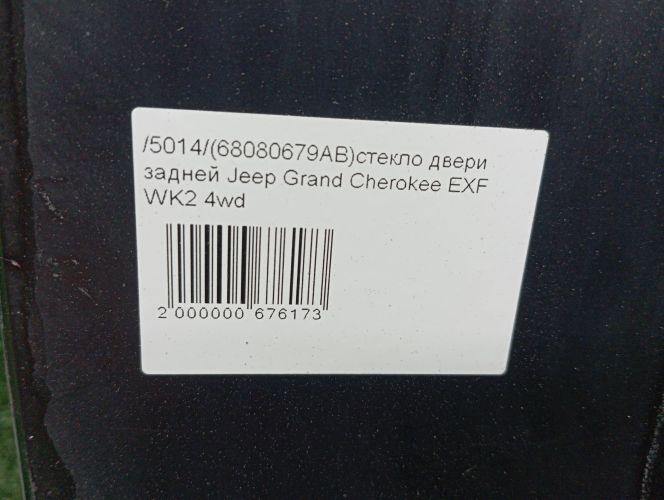 /5014/(68080679AB)стекло двери
задней Jeep Grand Cherokee EXF
WK2 4wd
2 000000 676173